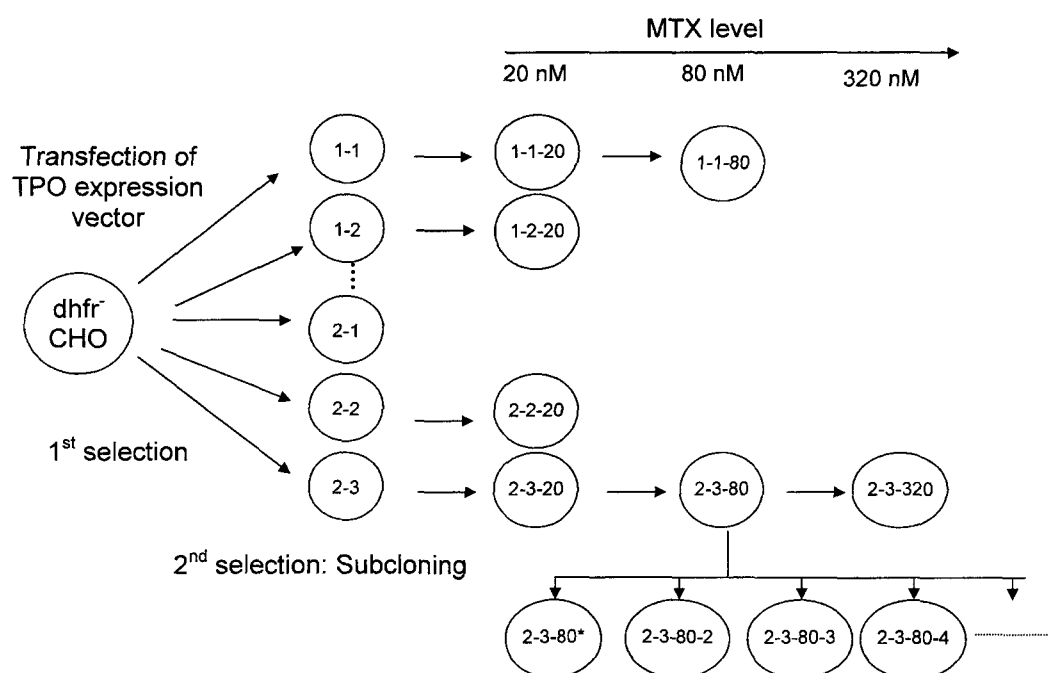 MTX level
20 nM 80 nM 320 nM
Transfection of
TPO expression
vector
dhfr⁻
CHO
1st selection
1-1 1-1-20 1-1-80
1-2 1-2-20
2-1
2-2 2-2-20
2-3 2-3-20 2-3-80 2-3-320
2nd selection: Subcloning
2-3-80* 2-3-80-2 2-3-80-3 2-3-80-4